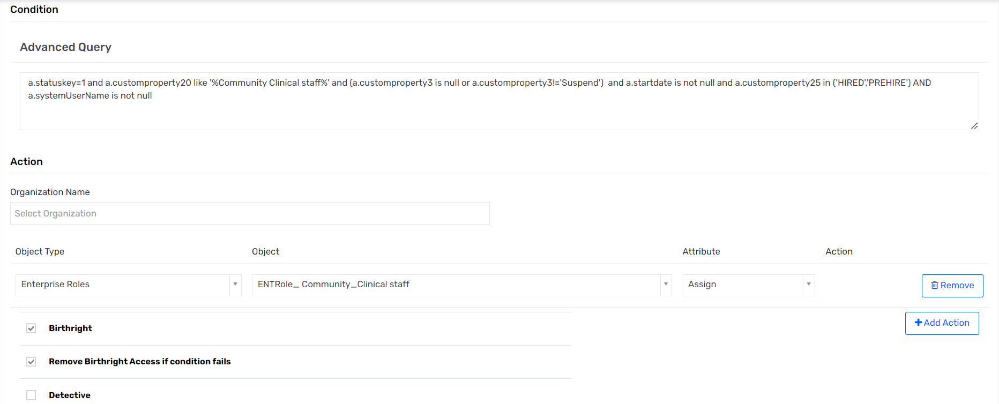 Condition
Advanced Query
a.statuskey=1 and a.customproperty20 like '%Community Clinical staff%' and (a.customproperty3 is null or a.customproperty3!='Suspend')  and a.startdate is not null and a.customproperty25 in ('HIRED','PREHIRE') AND
a.systemUserName is not null
Action
Organization Name
Select Organization
Object Type Object Attribute Action
Enterprise Roles ENTRole_ Community_Clinical staff Assign Remove
Birthright Add Action
Remove Birthright Access if condition fails
Detective